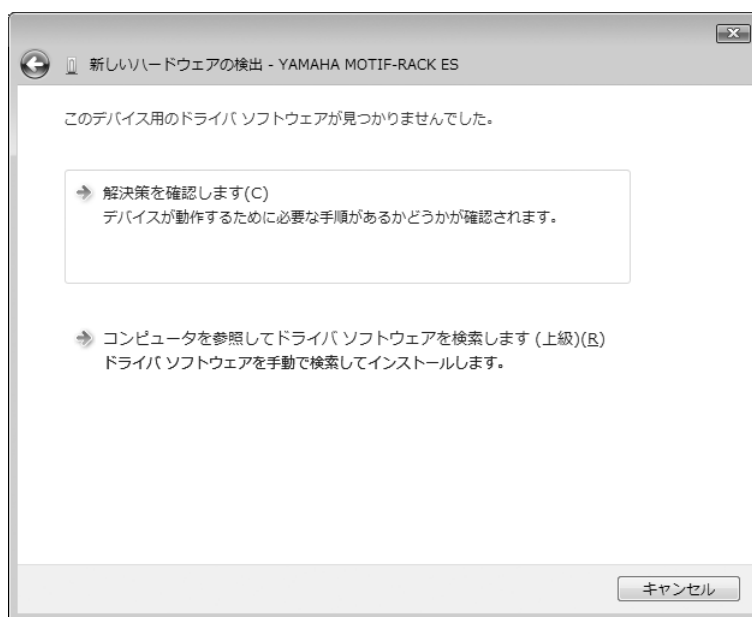 新しいハードウェアの検出 - YAMAHA MOTIF-RACK ES
このデバイス用のドライバ ソフトウェアが見つかりませんでした。
解決策を確認します(C)
デバイスが動作するために必要な手順があるかどうかが確認されます。
コンピュータを参照してドライバ ソフトウェアを検索します (上級)(R)
ドライバ ソフトウェアを手動で検索してインストールします。
キャンセル